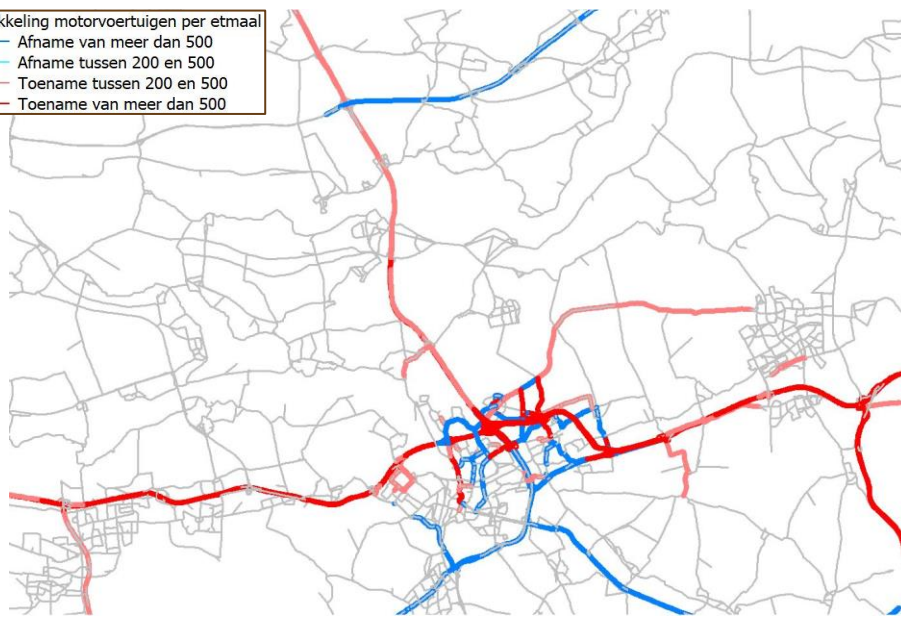 kkeling motorvoertuigen per etmaal
Afname van meer dan 500
Afname tussen 200 en 500
Toename tussen 200 en 500
Toename van meer dan 500